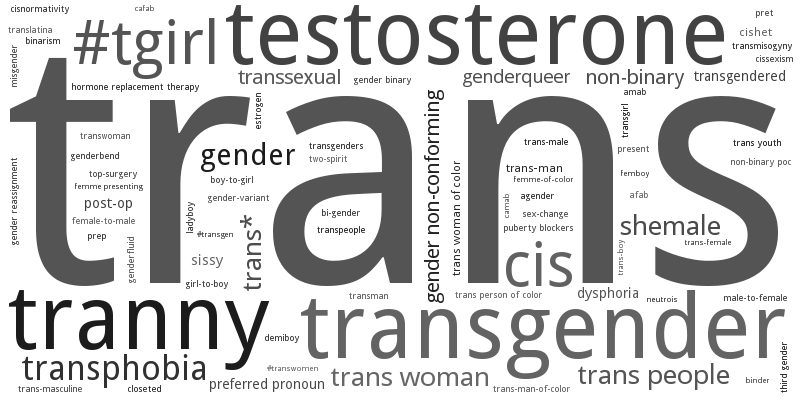 cisnormativity
cafab
pret
translatina
#tgirl
testosterone
cishet
binarism
transmisogyny
misgender
cissexism
transsexual
gender binary
genderqueer
non-binary
transgendered
hormone replacement therapy
estrogen
amab
trans
transgirl
transwoman
gender
transgenders
trans-male
present
trans youth
genderbend
two-spirit
non-binary poc
top-surgery
trans-man
femme presenting
boy-to-girl
femme-of-color
femboy
gender reassignment
post-op
gender-variant
agender
afab
gender non-conforming
trans woman of color
camab
female-to-male
ladyboy
bi-gender
sex-change
shemale
prep
#transgen
trans*
transpeople
puberty blockers
trans-female
genderfluid
sissy
cis
trans-boy
girl-to-boy
tranny
transman
trans person of color
dysphoria
neutrois
male-to-female
transgender
demiboy
transphobia
#transwomen
trans woman
trans people
third gender
preferred pronoun
binder
trans-masculine
closeted
trans-man-of-color